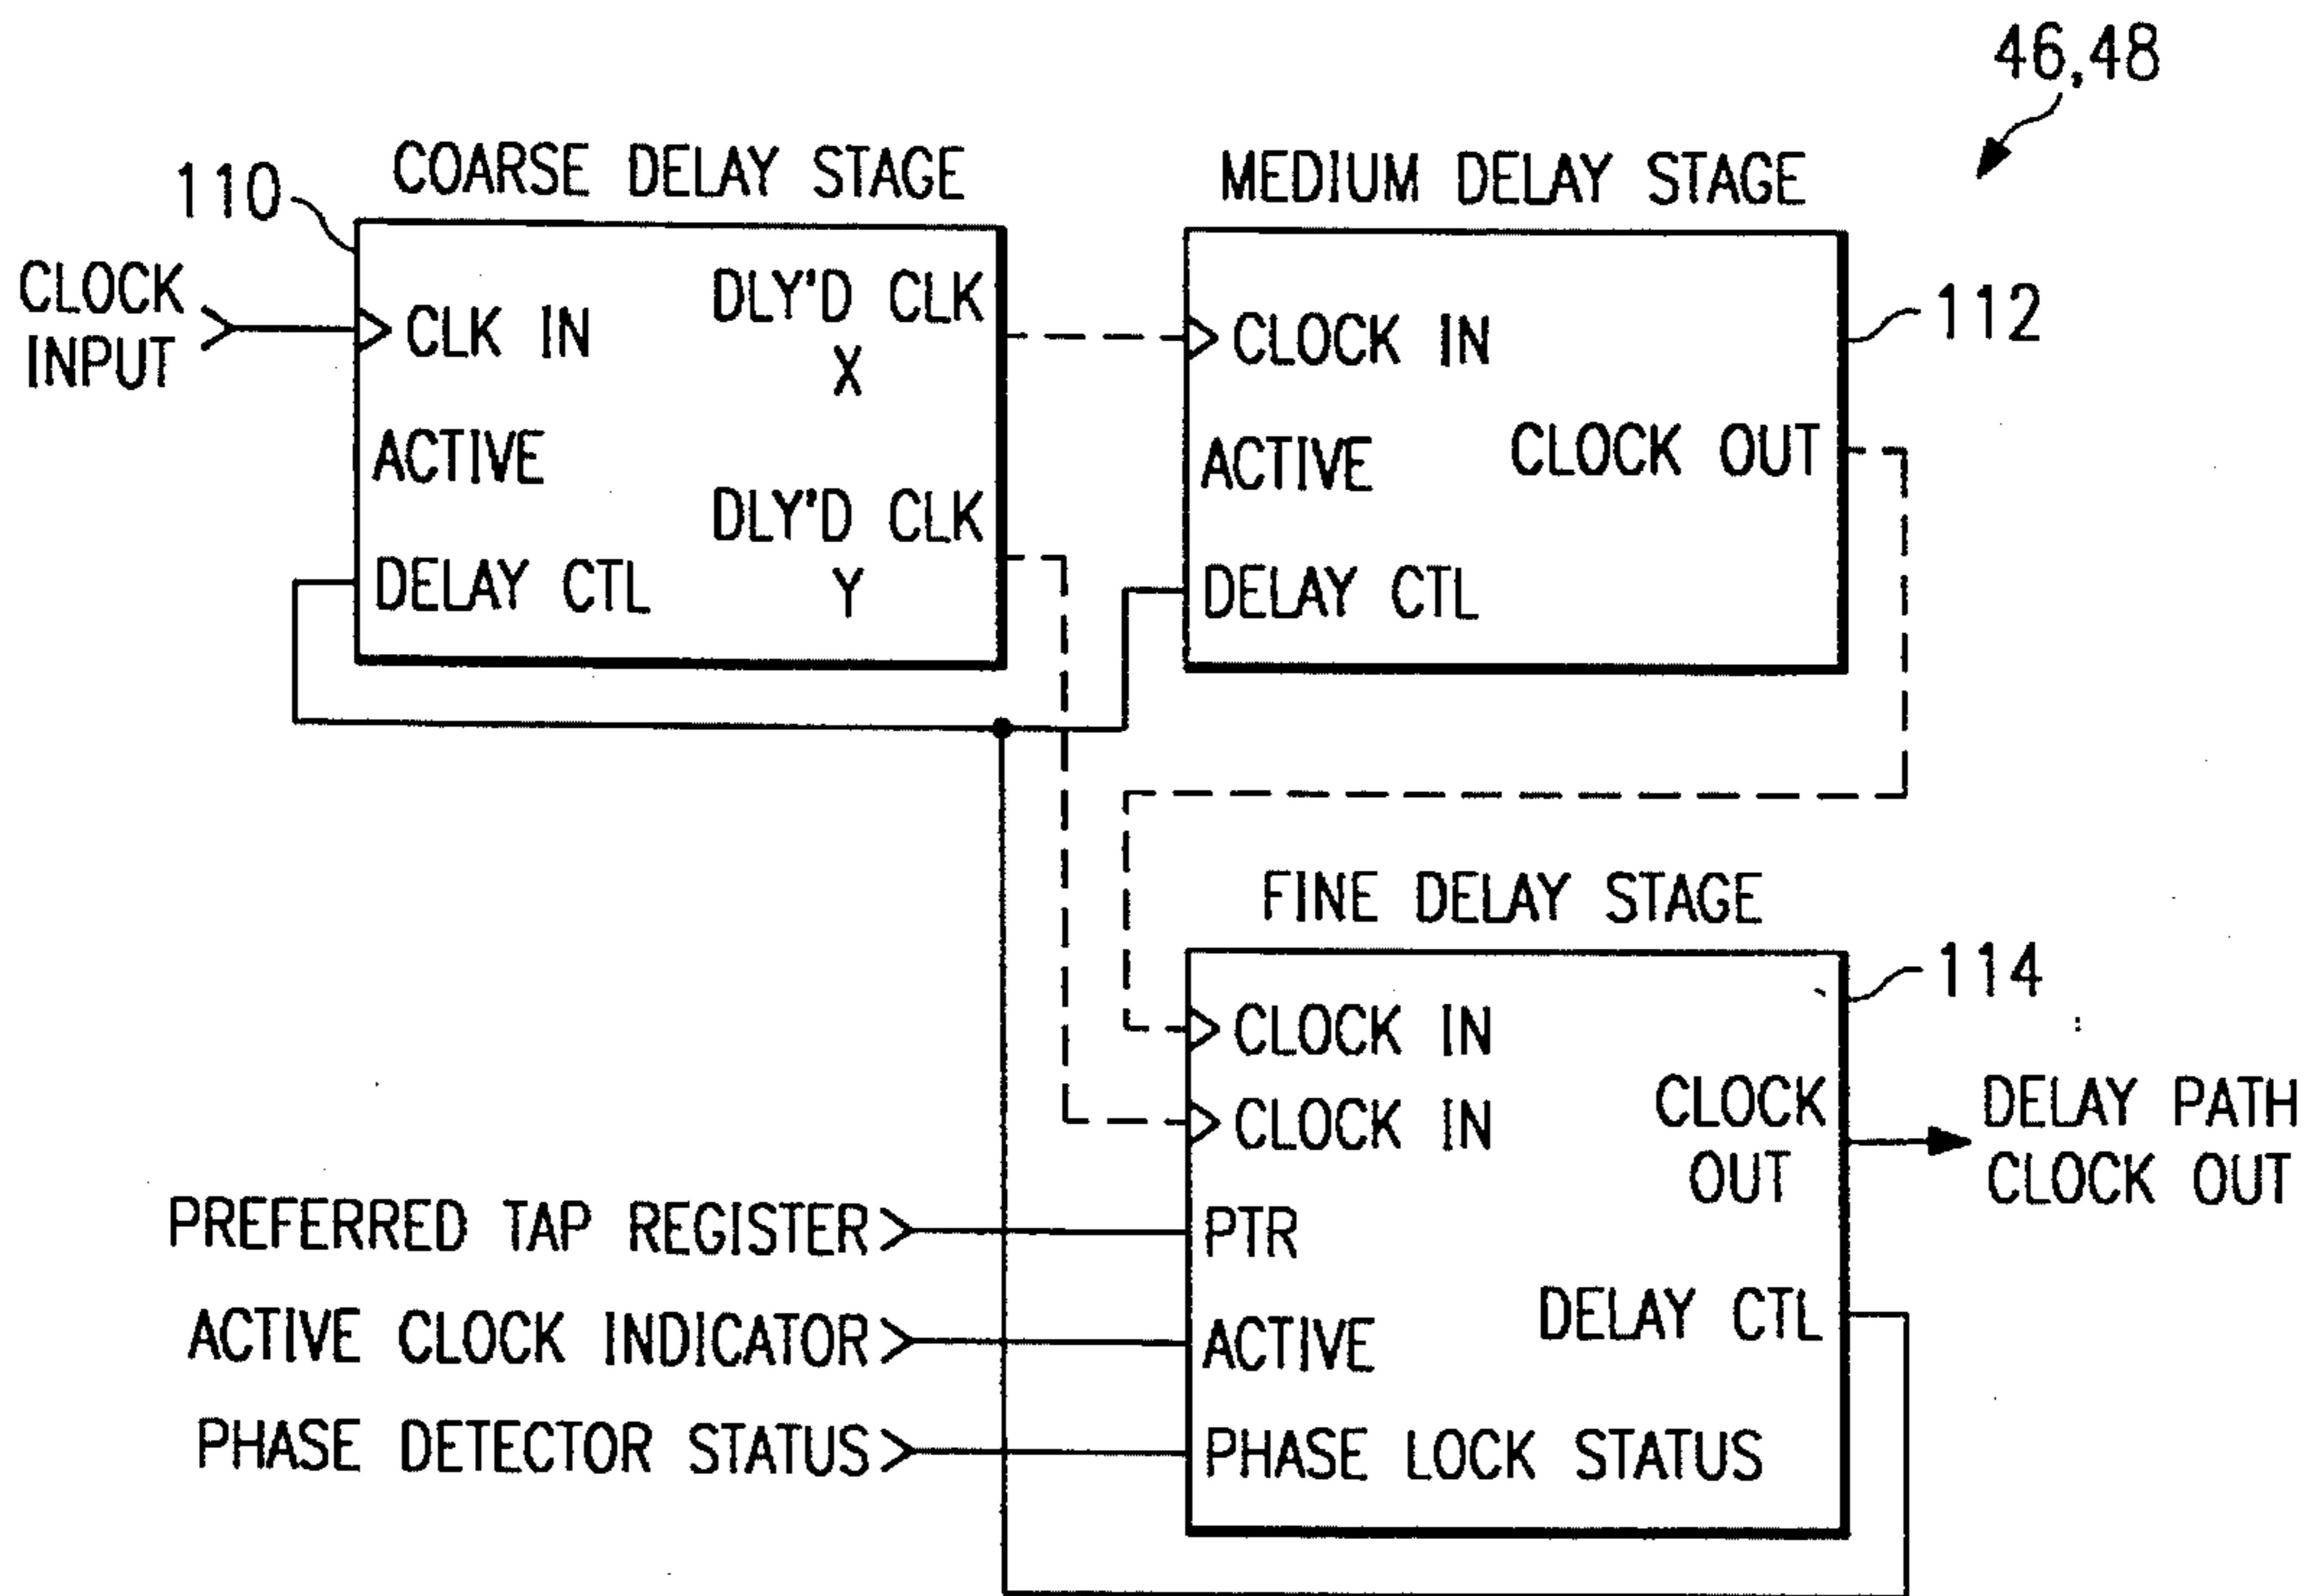 46,48
COARSE DELAY STAGE
110
CLOCK
INPUT
CLK IN
DLY'D CLK
X
ACTIVE
DLY'D CLK
Y
DELAY CTL
MEDIUM DELAY STAGE
112
CLOCK IN
ACTIVE
CLOCK OUT
DELAY CTL
FINE DELAY STAGE
114
CLOCK IN
CLOCK IN
CLOCK
OUT
DELAY PATH
CLOCK OUT
PREFERRED TAP REGISTER
PTR
ACTIVE CLOCK INDICATOR
ACTIVE
DELAY CTL
PHASE DETECTOR STATUS
PHASE LOCK STATUS